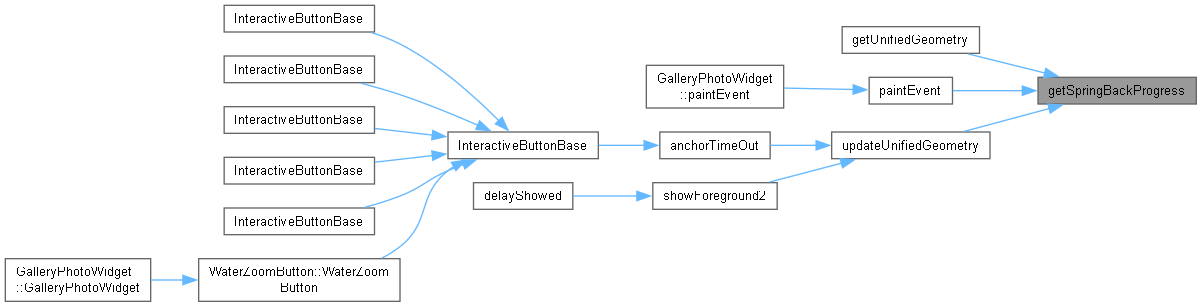 InteractiveButtonBase
getUnifiedGeometry
InteractiveButtonBase
GalleryPhotoWidget
::paintEvent
paintEvent
getSpringBackProgress
InteractiveButtonBase
InteractiveButtonBase
anchorTimeOut
updateUnifiedGeometry
InteractiveButtonBase
delayShowed
showForeground2
InteractiveButtonBase
GalleryPhotoWidget
::GalleryPhotoWidget
WaterZoomButton::WaterZoom
Button